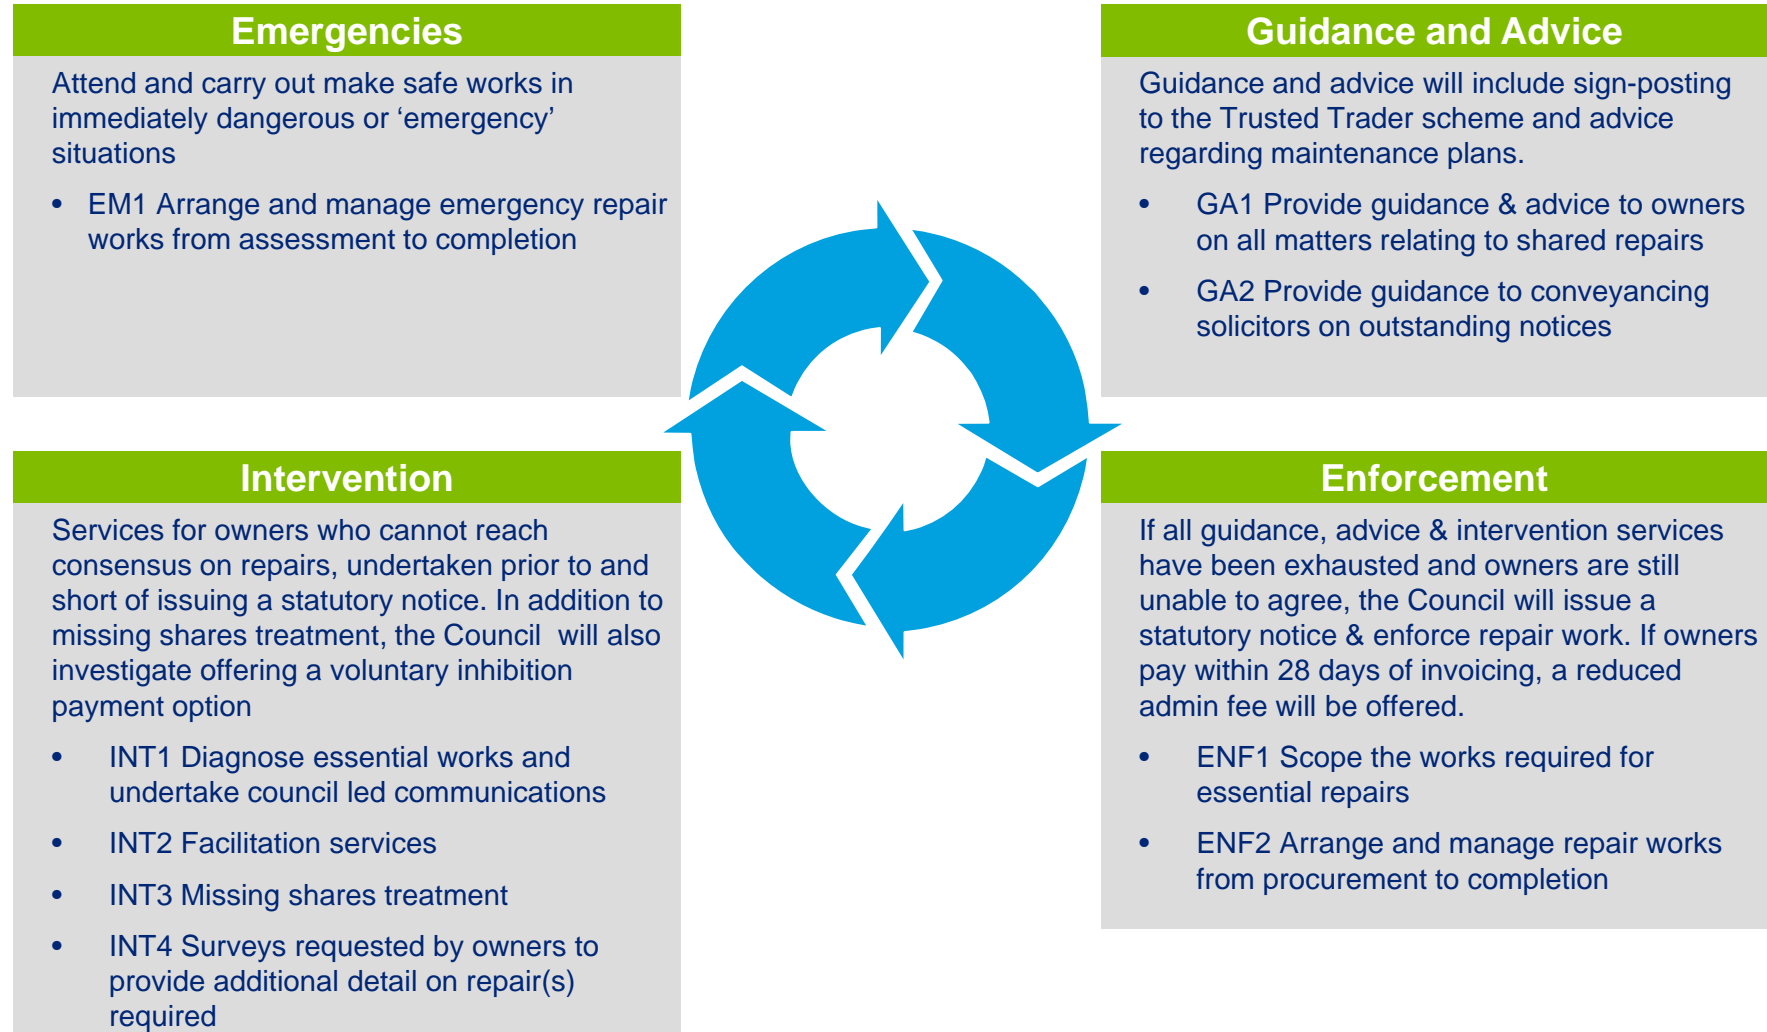 Emergencies
Attend and carry out make safe works in
immediately dangerous or ‘emergency’
situations
• EM1 Arrange and manage emergency repair
works from assessment to completion
Guidance and Advice
Guidance and advice will include sign-posting
to the Trusted Trader scheme and advice
regarding maintenance plans.
• GA1 Provide guidance & advice to owners
on all matters relating to shared repairs
• GA2 Provide guidance to conveyancing
solicitors on outstanding notices
Intervention
Services for owners who cannot reach
consensus on repairs, undertaken prior to and
short of issuing a statutory notice. In addition to
missing shares treatment, the Council will also
investigate offering a voluntary inhibition
payment option
• INT1 Diagnose essential works and
undertake council led communications
• INT2 Facilitation services
• INT3 Missing shares treatment
• INT4 Surveys requested by owners to
provide additional detail on repair(s)
required
Enforcement
If all guidance, advice & intervention services
have been exhausted and owners are still
unable to agree, the Council will issue a
statutory notice & enforce repair work. If owners
pay within 28 days of invoicing, a reduced
admin fee will be offered.
• ENF1 Scope the works required for
essential repairs
• ENF2 Arrange and manage repair works
from procurement to completion